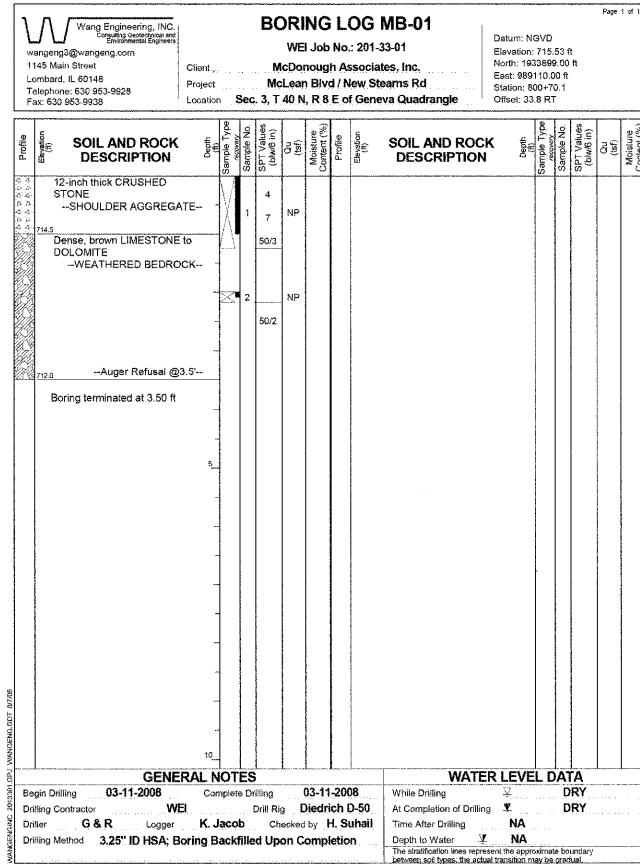 Page 1 of 1
Wang Engineering, INC.
Consulting Geotechnical and
Environmental Engineers
wangeng3@wangeng.com
1145 Main Street
Lombard, IL 60148
Telephone: 630 953-9928
Fax: 630 953-9938
BORING LOG MB-01
WEI Job No.: 201-33-01
Client McDonough Associates, Inc.
Project McLean Blvd / New Stearns Rd
Location Sec. 3, T 40 N, R 8 E of Geneva Quadrangle
Datum: NGVD
Elevation: 715.53 ft
North: 1933699.00 ft
East: 989110.00 ft
Station: 800+70.1
Offset: 33.8 RT
Profile
Elevation (ft)
SOIL AND ROCK DESCRIPTION
Depth (ft)
Sample Type
recovery
Sample No.
SPT Values (blw/6 in)
Qu (tsf)
Moisture Content (%)
Profile
Elevation (ft)
SOIL AND ROCK DESCRIPTION
Depth (ft)
Sample Type
recovery
Sample No.
SPT Values (blw/6 in)
Qu (tsf)
Moisture Content (%)
12-inch thick CRUSHED
STONE
--SHOULDER AGGREGATE--
714.5
1
4
7
50/3
NP
Dense, brown LIMESTONE to
DOLOMITE
--WEATHERED BEDROCK--
2
NP
50/2
--Auger Refusal @3.5'--
712.0
Boring terminated at 3.50 ft
5
10
WANGENGINC 2013301.GPJ WANGENG.GDT 8/7/08
GENERAL NOTES
Begin Drilling 03-11-2008 Complete Drilling 03-11-2008
Drilling Contractor WEI Drill Rig Diedrich D-50
Driller G & R Logger K. Jacob Checked by H. Suhail
Drilling Method 3.25" ID HSA; Boring Backfilled Upon Completion
WATER LEVEL DATA
While Drilling DRY
At Completion of Drilling DRY
Time After Drilling NA
Depth to Water NA
The stratification lines represent the approximate boundary
between soil types; the actual transition may be gradual.